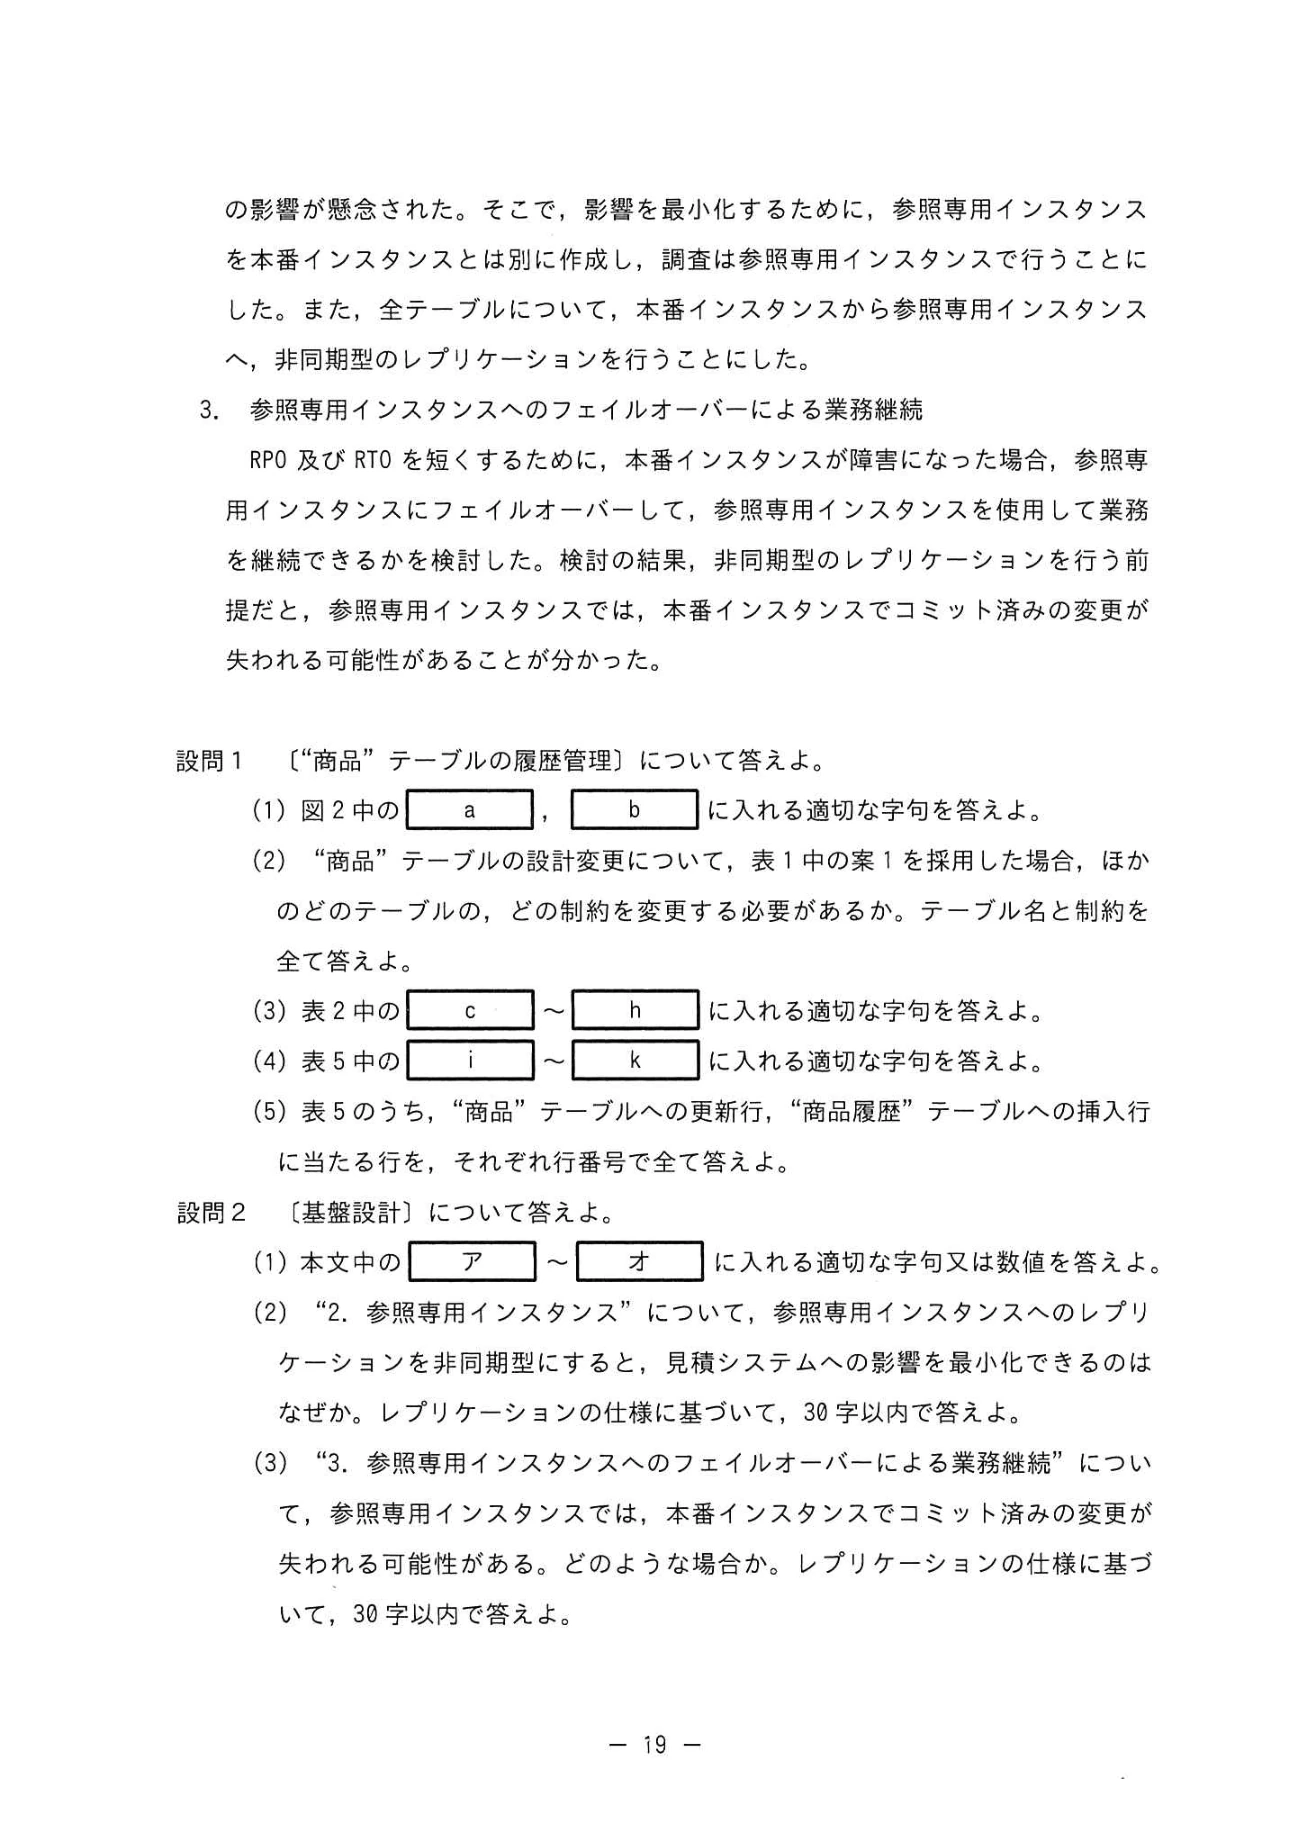 の影響が懸念された。そこで，影響を最小化するために，参照専用インスタンス
を本番インスタンスとは別に作成し，調査は参照専用インスタンスで行うことに
した。また，全テーブルについて，本番インスタンスから参照専用インスタンス
へ，非同期型のレプリケーションを行うことにした。
3． 参照専用インスタンスへのフェイルオーバーによる業務継続
RPO 及び RTO を短くするために，本番インスタンスが障害になった場合，参照専
用インスタンスにフェイルオーバーして，参照専用インスタンスを使用して業務
を継続できるかを検討した。検討の結果，非同期型のレプリケーションを行う前
提だと，参照専用インスタンスでは，本番インスタンスでコミット済みの変更が
失われる可能性があることが分かった。
設問１ 〔“商品” テーブルの履歴管理〕について答えよ。
(1) 図 2 中の a ， b に入れる適切な字句を答えよ。
(2) “商品” テーブルの設計変更について，表 1 中の案 1 を採用した場合，ほか
のどのテーブルの，どの制約を変更する必要があるか。テーブル名と制約を
全て答えよ。
(3) 表 2 中の c ～ h に入れる適切な字句を答えよ。
(4) 表 5 中の i ～ k に入れる適切な字句を答えよ。
(5) 表 5 のうち，“商品” テーブルへの更新行，“商品履歴” テーブルへの挿入行
に当たる行を，それぞれ行番号で全て答えよ。
設問２ 〔基盤設計〕について答えよ。
(1) 本文中の ア ～ オ に入れる適切な字句又は数値を答えよ。
(2) “2．参照専用インスタンス” について，参照専用インスタンスへのレプリ
ケーションを非同期型にすると，見積システムへの影響を最小化できるのは
なぜか。レプリケーションの仕様に基づいて，30 字以内で答えよ。
(3) “3．参照専用インスタンスへのフェイルオーバーによる業務継続” につい
て，参照専用インスタンスでは，本番インスタンスでコミット済みの変更が
失われる可能性がある。どのような場合か。レプリケーションの仕様に基づ
いて，30 字以内で答えよ。
－ 19 －